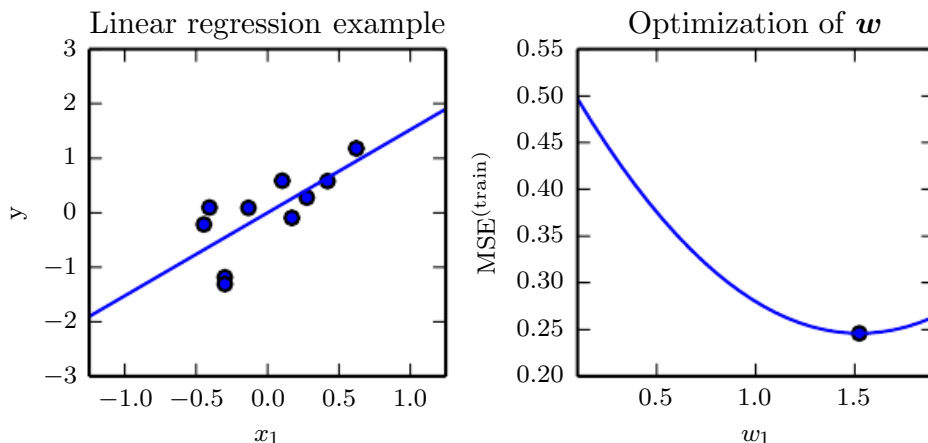 Linear regression example
3
2
1
0
−1
−2
−3
y
−1.0 −0.5 0.0 0.5 1.0
x1
Optimization of w
0.55
0.50
0.45
0.40
0.35
0.30
0.25
0.20
MSE(train)
0.5 1.0 1.5
w1